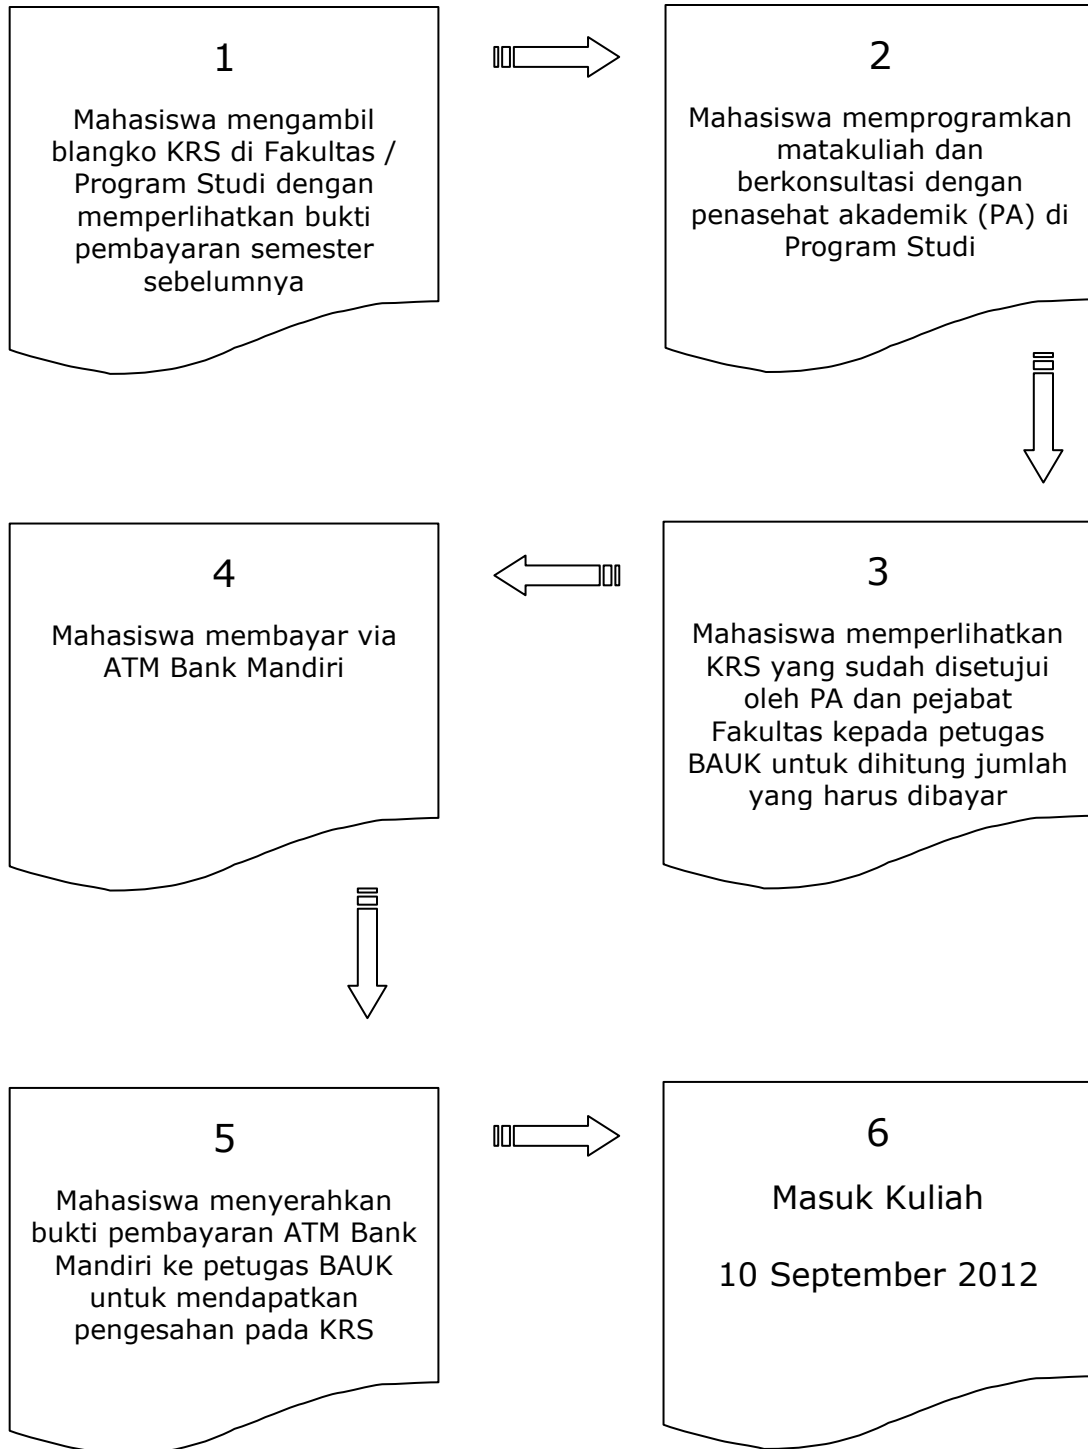 1
Mahasiswa mengambil
blangko KRS di Fakultas /
Program Studi dengan
memperlihatkan bukti
pembayaran semester
sebelumnya
2
Mahasiswa memprogramkan
matakuliah dan
berkonsultasi dengan
penasehat akademik (PA) di
Program Studi
3
Mahasiswa memperlihatkan
KRS yang sudah disetujui
oleh PA dan pejabat
Fakultas kepada petugas
BAUK untuk dihitung jumlah
yang harus dibayar
4
Mahasiswa membayar via
ATM Bank Mandiri
5
Mahasiswa menyerahkan
bukti pembayaran ATM Bank
Mandiri ke petugas BAUK
untuk mendapatkan
pengesahan pada KRS
6
Masuk Kuliah
10 September 2012